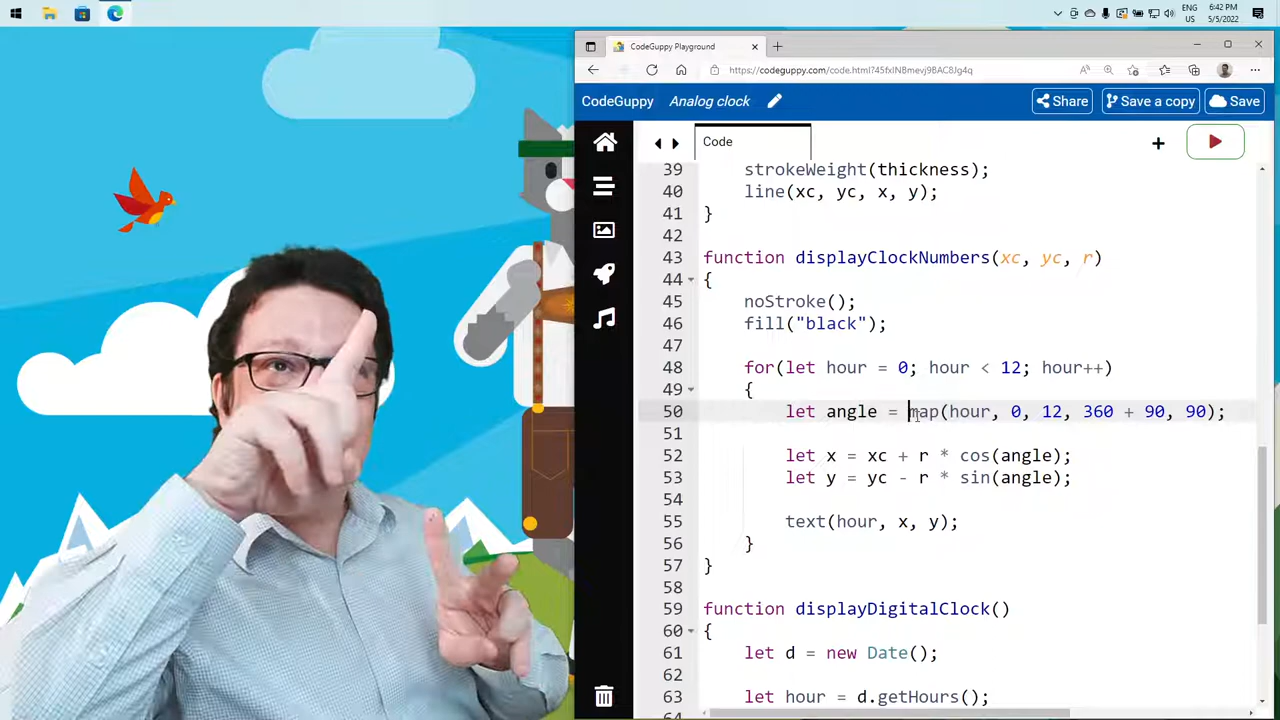 ENG
US
6:42 PM
5/5/2022
CodeGuppy Playground
https://codeguppy.com/code.html?45fxINBmevj9BAC8Jg4q
CodeGuppy
Analog clock
Share
Save a copy
Save
Code
39 strokeWeight(thickness);
40 line(xc, yc, x, y);
41 }
42
43 function displayClockNumbers(xc, yc, r)
44 {
45 noStroke();
46 fill("black");
47
48 for(let hour = 0; hour < 12; hour++)
49 {
50 let angle = map(hour, 0, 12, 360 + 90, 90);
51
52 let x = xc + r * cos(angle);
53 let y = yc - r * sin(angle);
54
55 text(hour, x, y);
56 }
57 }
58
59 function displayDigitalClock()
60 {
61 let d = new Date();
62
63 let hour = d.getHours();
64